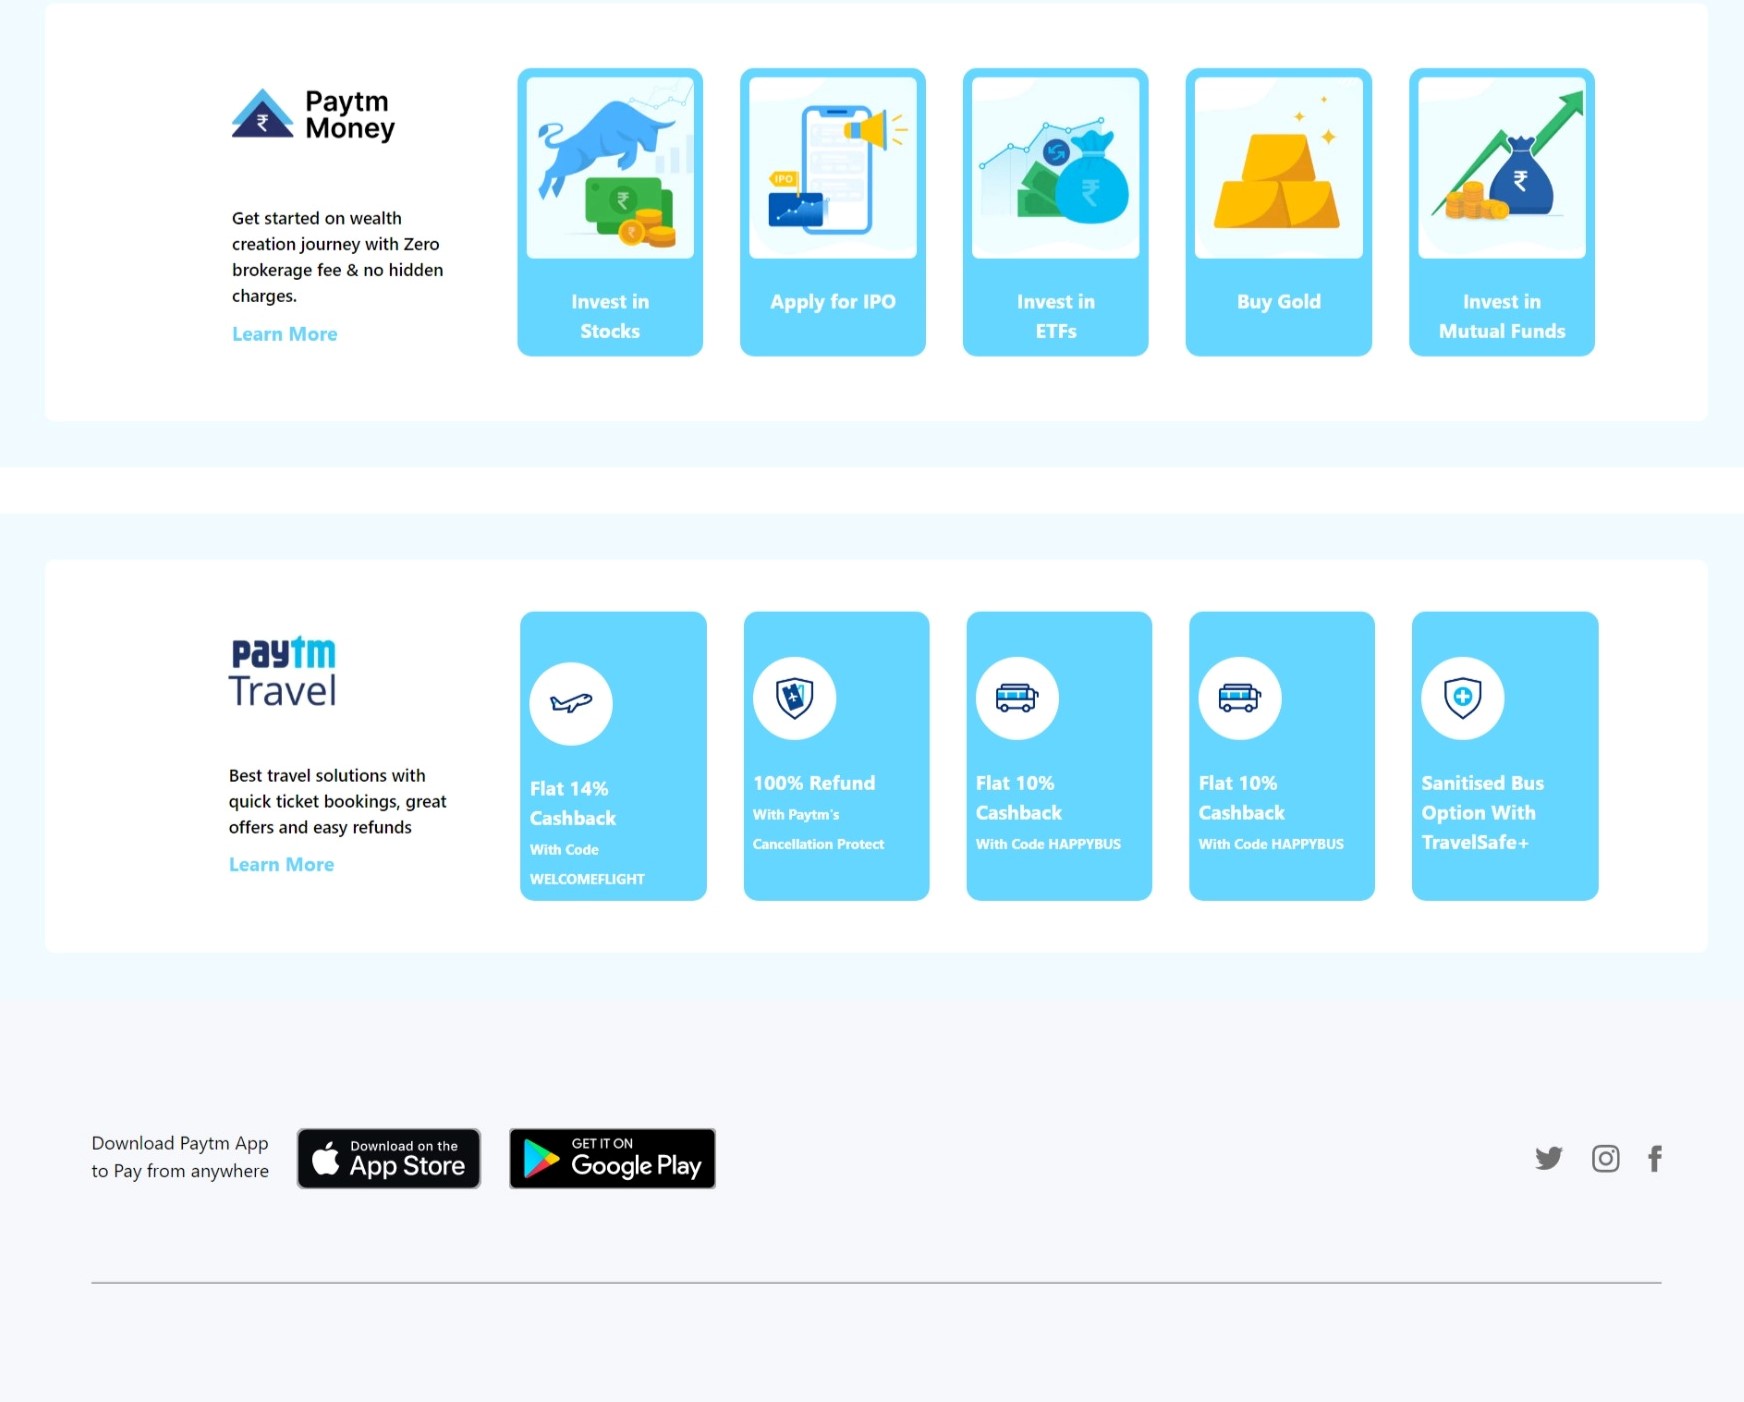 Paytm
Money
Get started on wealth
creation journey with Zero
brokerage fee & no hidden
charges.
Learn More
Invest in
Stocks
IPO
Apply for IPO
Invest in
ETFs
Buy Gold
Invest in
Mutual Funds
paytm
Travel
Best travel solutions with
quick ticket bookings, great
offers and easy refunds
Learn More
Flat 14%
Cashback
With Code
WELCOMEFLIGHT
100% Refund
With Paytm's
Cancellation Protect
Flat 10%
Cashback
With Code HAPPYBUS
Flat 10%
Cashback
With Code HAPPYBUS
Sanitised Bus
Option With
TravelSafe+
Download Paytm App
to Pay from anywhere
Download on the
App Store
GET IT ON
Google Play